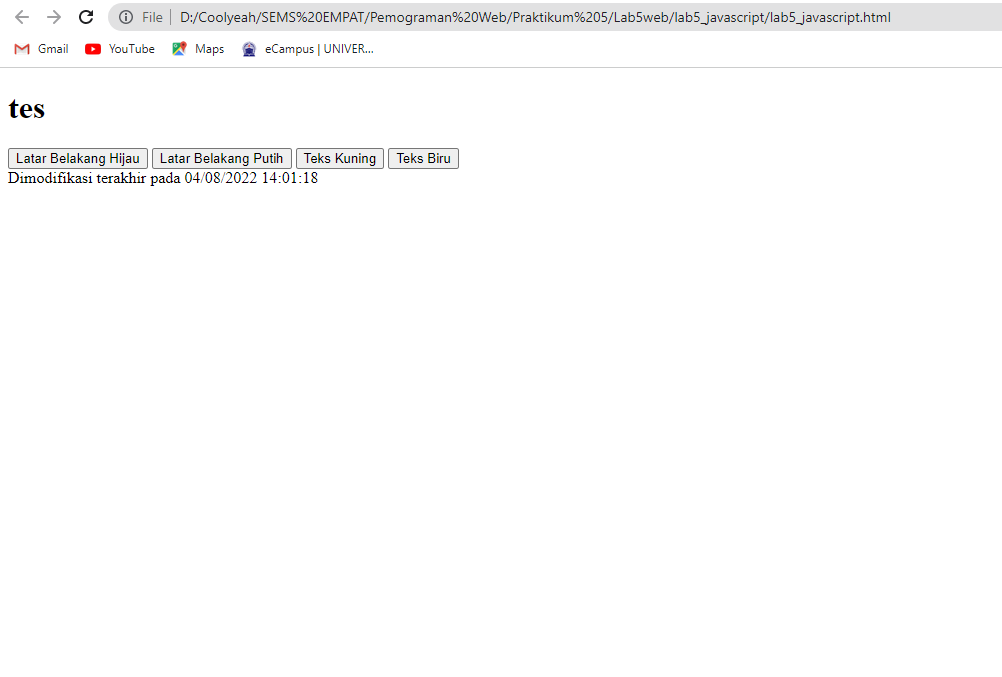 File D:/Coolyeah/SEMS%20EMPAT/Pemograman%20Web/Praktikum%205/Lab5web/lab5_javascript/lab5_javascript.html
Gmail YouTube Maps eCampus | UNIVER...
tes
Latar Belakang Hijau Latar Belakang Putih Teks Kuning Teks Biru
Dimodifikasi terakhir pada 04/08/2022 14:01:18